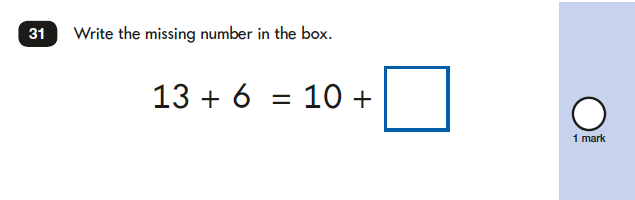 31 Write the missing number in the box.
13 + 6 = 10 +
1 mark